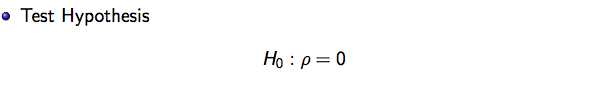 Test Hypothesis
H₀ : ρ = 0